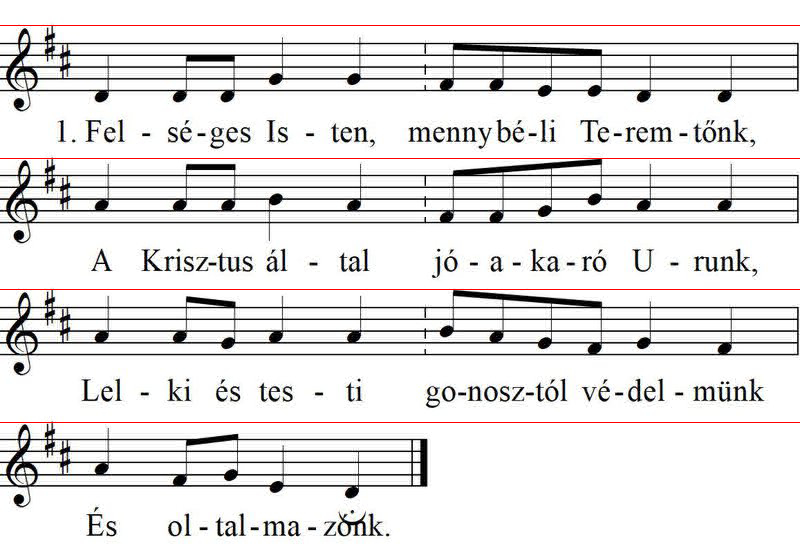 1. Fel - sé - ges Is - ten, menny bé - li Te - rem - tőnk,
A Krisz - tus ál - tal jó - a - ka - ró U - runk,
Lel - ki és tes - ti go - nosz - tól vé - del - münk
És ol - tal - ma - zónk.